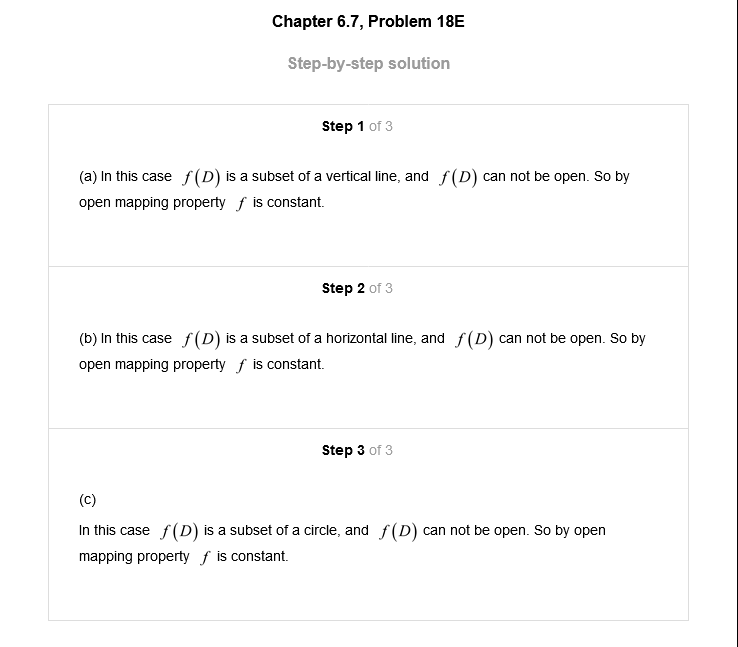 Chapter 6.7, Problem 18E
Step-by-step solution
Step 1 of 3
(a) In this case f(D) is a subset of a vertical line, and f(D) can not be open. So by
open mapping property f is constant.
Step 2 of 3
(b) In this case f(D) is a subset of a horizontal line, and f(D) can not be open. So by
open mapping property f is constant.
Step 3 of 3
(c)
In this case f(D) is a subset of a circle, and f(D) can not be open. So by open
mapping property f is constant.